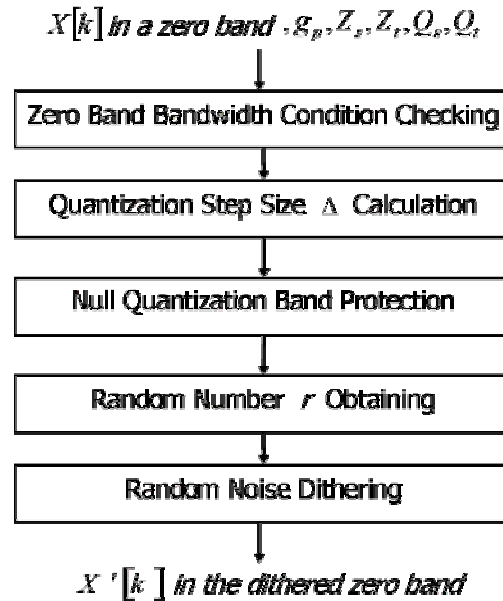 X[k] in a zero band , g_p, Z_s, Z_t, Q_s, Q_t
Zero Band Bandwidth Condition Checking
Quantization Step Size Δ Calculation
Null Quantization Band Protection
Random Number r Obtaining
Random Noise Dithering
X'[k] in the dithered zero band